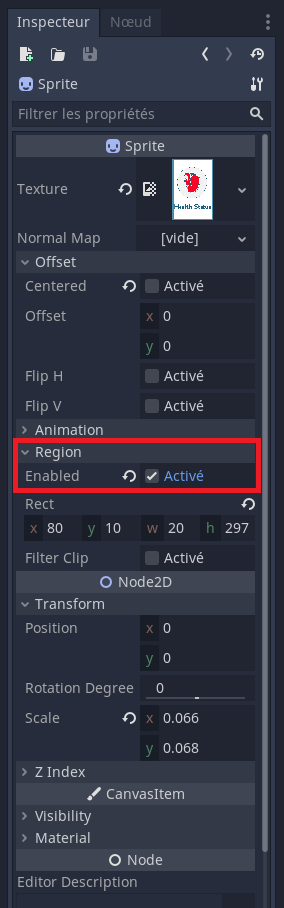 Inspecteur Nœud
Sprite
Filtrer les propriétés
Sprite
Texture
Health Status
Normal Map [vide]
Offset
Centered Activé
Offset x 0
y 0
Flip H Activé
Flip V Activé
Animation
Region
Enabled Activé
Rect
x 80 y 10 w 20 h 297
Filter Clip Activé
Node2D
Transform
Position x 0
y 0
Rotation Degree 0
Scale x 0.066
y 0.068
Z Index
CanvasItem
Visibility
Material
Node
Editor Description